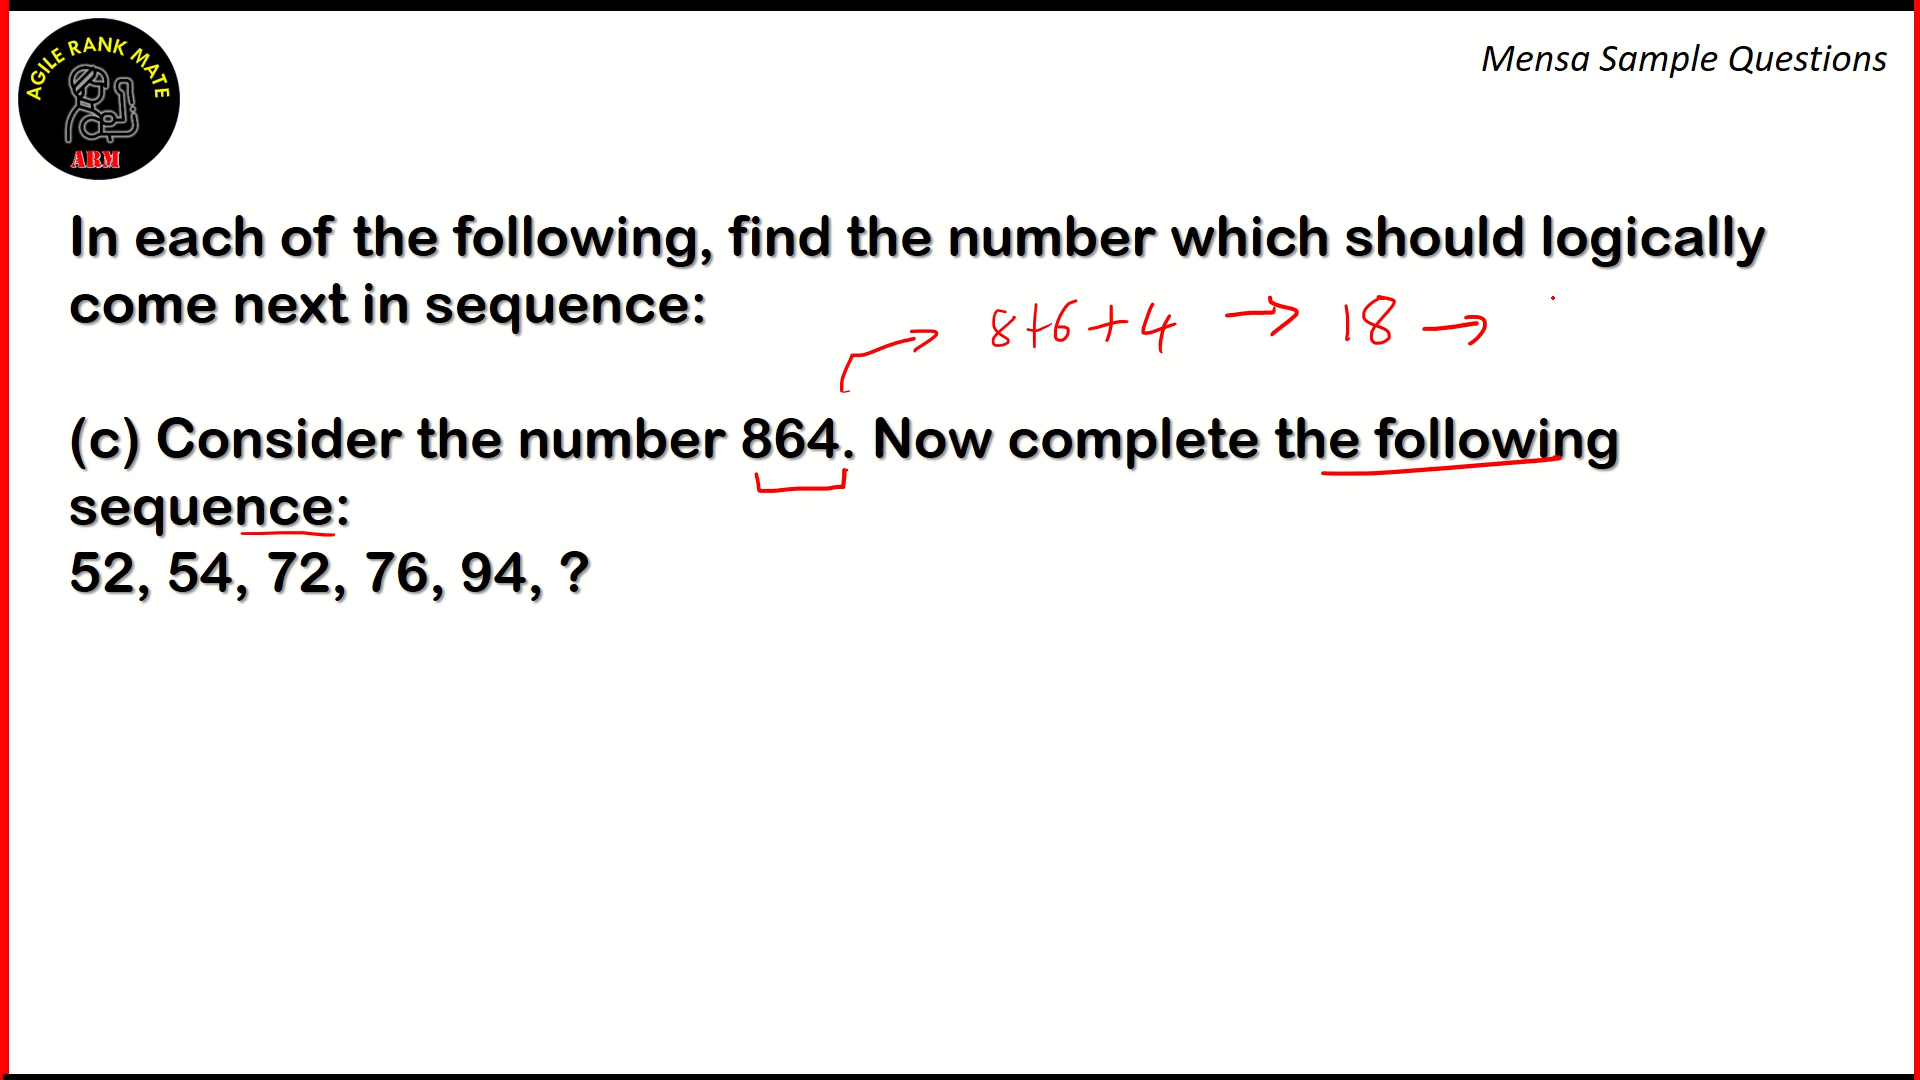 AGILE RANK MATE
ARM
Mensa Sample Questions
In each of the following, find the number which should logically
come next in sequence:
8+6+4 → 18 →
(c) Consider the number 864. Now complete the following
sequence:
52, 54, 72, 76, 94, ?